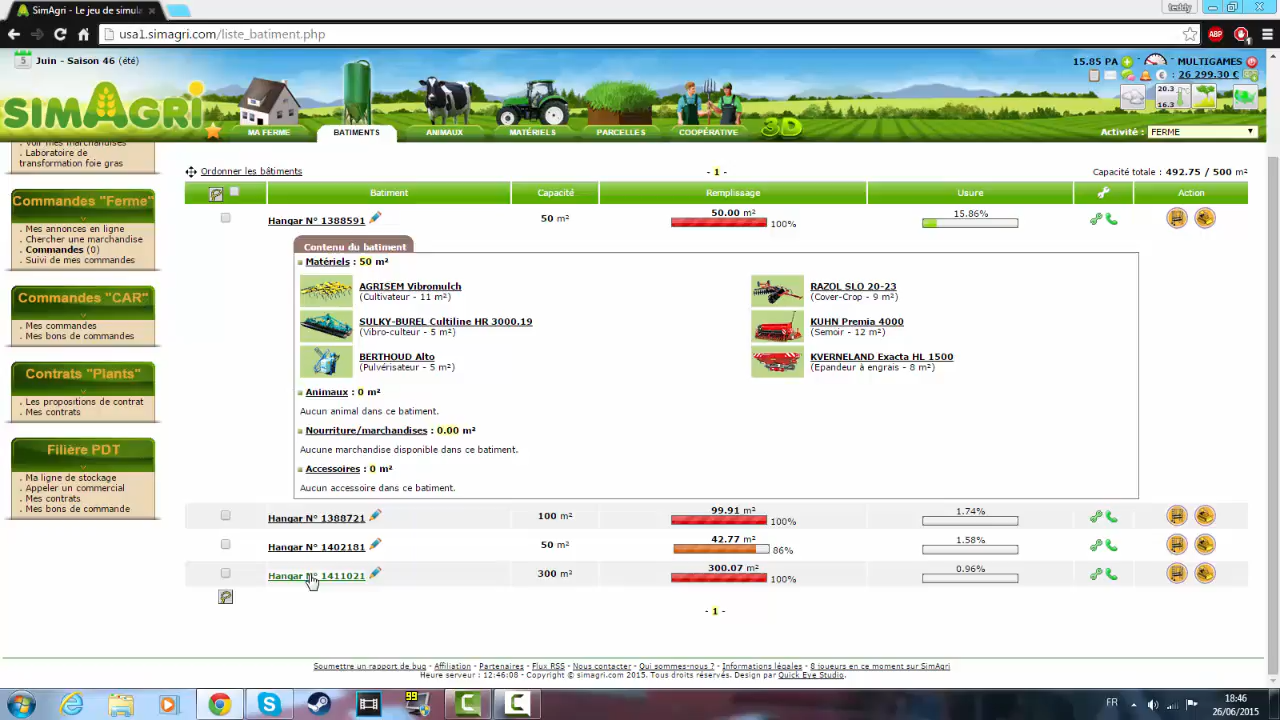 SimAgri - Le jeu de simula
teddy
usa1.simagri.com/liste_batiment.php
ABP
5
Juin - Saison 46 (été)
15.85 PA
MULTIGAMES
26 299.30 €
20.3
16.3
SIMAGRI
MA FERME
BATIMENTS
ANIMAUX
MATÉRIELS
PARCELLES
COOPÉRATIVE
3D
Activité : FERME
. Voir mes marchandises
. Laboratoire de
transformation foie gras
Commandes "Ferme"
. Mes annonces en ligne
. Chercher une marchandise
. Commandes (0)
. Suivi de mes commandes
Commandes "CAR"
. Mes commandes
. Mes bons de commandes
Contrats "Plants"
. Les propositions de contrat
. Mes contrats
Filière PDT
. Ma ligne de stockage
. Appeler un commercial
. Mes contrats
. Mes bons de commande
Ordonner les bâtiments
- 1 -
Capacité totale : 492.75 / 500 m²
Batiment
Capacité
Remplissage
Usure
Action
Hangar N° 1388591
50 m²
50.00 m²
100%
15.86%
Contenu du batiment
Matériels : 50 m²
AGRISEM Vibromulch
(Cultivateur - 11 m²)
RAZOL SLO 20-23
(Cover-Crop - 9 m²)
SULKY-BUREL Cultiline HR 3000.19
(Vibro-culteur - 5 m²)
KUHN Premia 4000
(Semoir - 12 m²)
BERTHOUD Alto
(Pulvérisateur - 5 m²)
KVERNELAND Exacta HL 1500
(Epandeur à engrais - 8 m²)
Animaux : 0 m²
Aucun animal dans ce batiment.
Nourriture/marchandises : 0.00 m²
Aucune marchandise disponible dans ce batiment.
Accessoires : 0 m²
Aucun accessoire dans ce batiment.
Hangar N° 1388721
100 m²
99.91 m²
100%
1.74%
Hangar N° 1402181
50 m²
42.77 m²
86%
1.58%
Hangar N° 1411021
300 m²
300.07 m²
100%
0.96%
- 1 -
Soumettre un rapport de bug - Affiliation - Partenaires - Flux RSS - Nous contacter - Qui sommes-nous ? - Informations légales - 8 joueurs en ce moment sur SimAgri
Heure serveur : 12:46:08 - Copyright © simagri.com 2015. Tous droits réservés. Design par Quick Eve Studio.
99
FR
18:46
26/06/2015